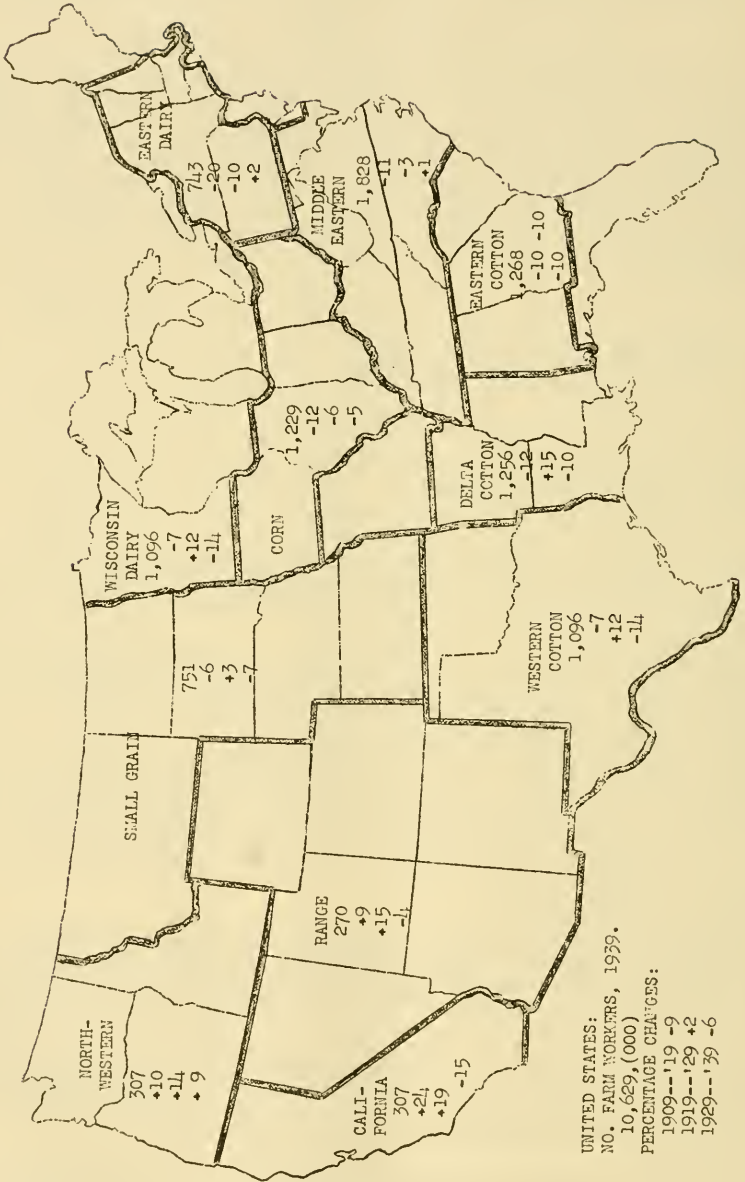 NORTH-
WESTERN
307
+10
+14
+ 9
SMALL GRAIN
751
-6
+3
-7
WISCONSIN
DAIRY
1,096
-7
+12
-14
EASTERN
DAIRY
743
-20
-10
+2
CALI-
FORNIA
307
+24
+19
-15
RANGE
270
+9
+15
-4
CORN
1,229
-12
-6
-5
MIDDLE
EASTERN
1,828
-11
-3
+1
WESTERN
COTTON
1,096
-7
+12
-14
DELTA
COTTON
1,256
-12
+15
-10
EASTERN
COTTON
1,268
-10 -10
-10
UNITED STATES:
NO. FARM WORKERS, 1939.
10,629,(000)
PERCENTAGE CHANGES:
1909--'19 -9
1919--'29 +2
1929--'39 -6